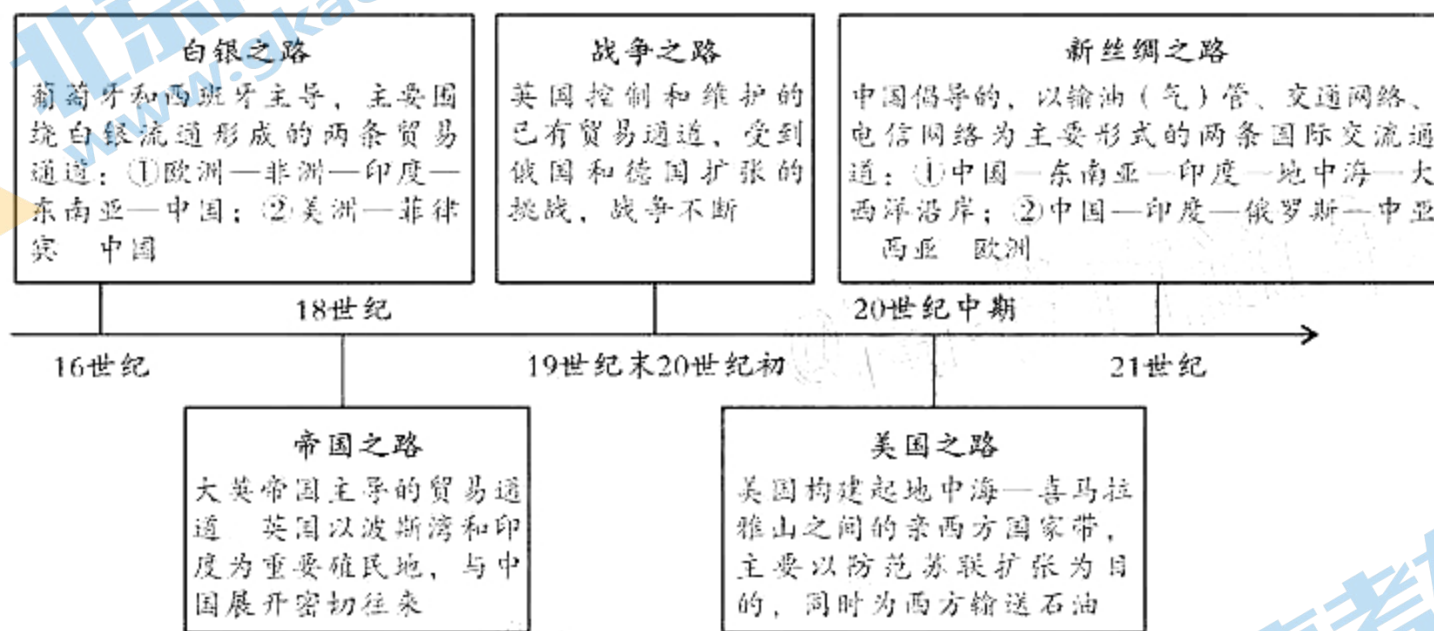 白银之路
葡萄牙和西班牙主导，主要围
绕白银流通形成的两条贸易
通道：①欧洲—非洲—印度—
东南亚—中国；②美洲—菲律
宾 中国
战争之路
英国控制和维护的
已有贸易通道，受到
俄国和德国扩张的
挑战，战争不断
新丝绸之路
中国倡导的，以输油（气）管、交通网络、
电信网络为主要形式的两条国际交流通
道：①中国—东南亚—印度—地中海—大
西洋沿岸；②中国—印度—俄罗斯—中亚
西亚 欧洲
18世纪
20世纪中期
16世纪
19世纪末20世纪初
21世纪
帝国之路
大英帝国主导的贸易通
道 英国以波斯湾和印
度为重要殖民地，与中
国展开密切往来
美国之路
美国构建起地中海—喜马拉
雅山之间的亲西方国家带，
主要以防范苏联扩张为目
的，同时为西方输送石油